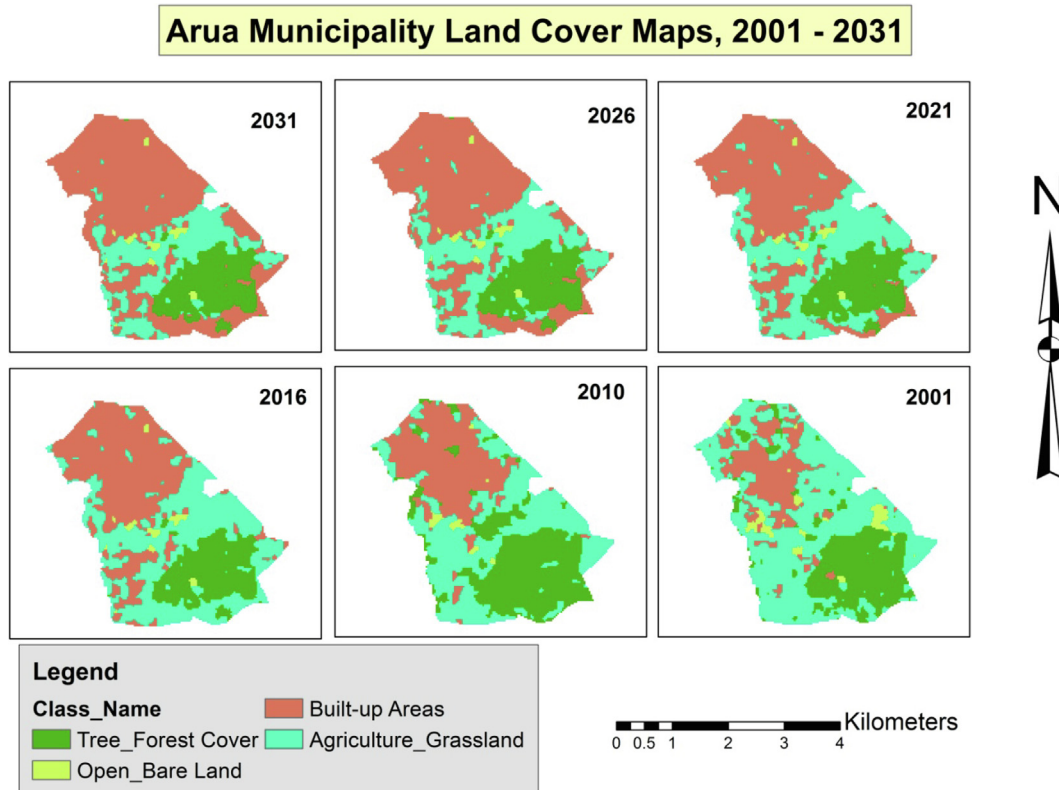 Arua Municipality Land Cover Maps, 2001 - 2031
2031
2026
2021
N
2016
2010
2001
Legend
Class_Name
Built-up Areas
Tree_Forest Cover
Agriculture_Grassland
Open_Bare Land
Kilometers
0 0.5 1 2 3 4